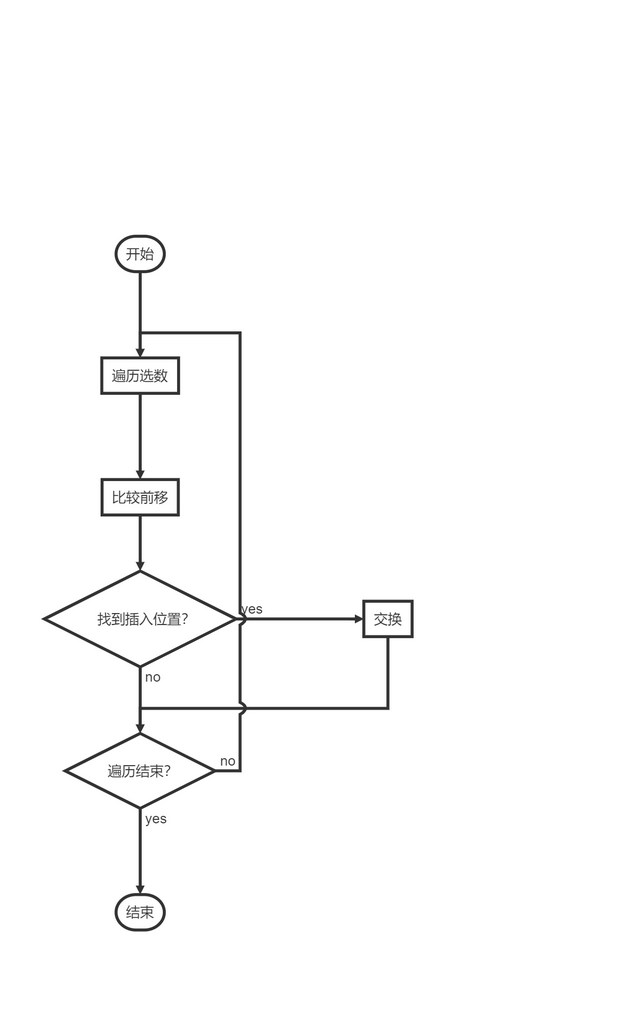 开始
遍历选数
比较前移
找到插入位置?
yes
交换
no
遍历结束?
no
yes
结束